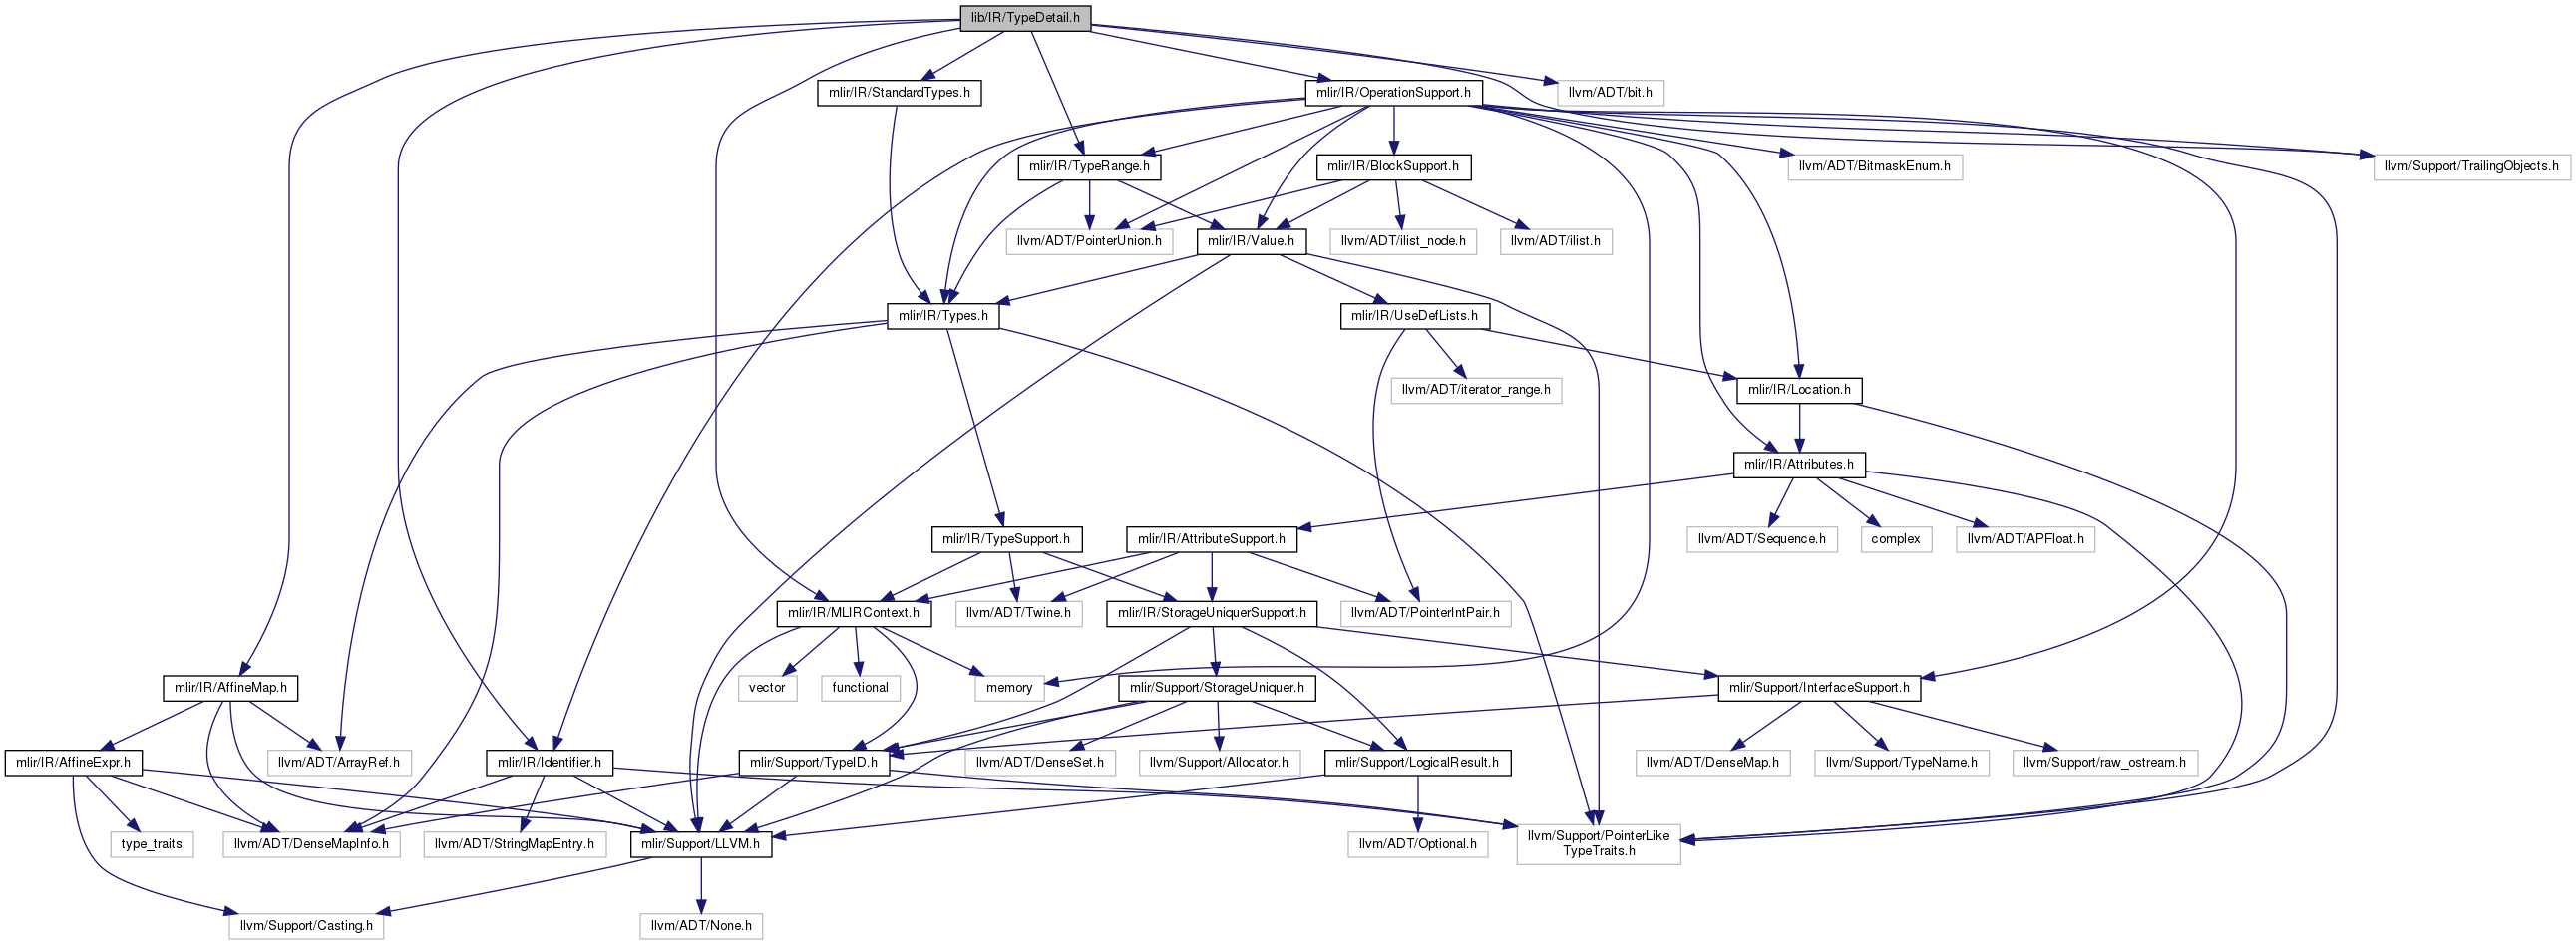 lib/IR/TypeDetail.h
mlir/IR/StandardTypes.h
mlir/IR/OperationSupport.h
llvm/ADT/bit.h
mlir/IR/TypeRange.h
mlir/IR/BlockSupport.h
llvm/ADT/BitmaskEnum.h
llvm/Support/TrailingObjects.h
llvm/ADT/PointerUnion.h
mlir/IR/Value.h
llvm/ADT/ilist_node.h
llvm/ADT/ilist.h
mlir/IR/Types.h
mlir/IR/UseDefLists.h
llvm/ADT/iterator_range.h
mlir/IR/Location.h
mlir/IR/Attributes.h
mlir/IR/TypeSupport.h
mlir/IR/AttributeSupport.h
llvm/ADT/Sequence.h
complex
llvm/ADT/APFloat.h
mlir/IR/MLIRContext.h
llvm/ADT/Twine.h
mlir/IR/StorageUniquerSupport.h
llvm/ADT/PointerIntPair.h
mlir/IR/AffineMap.h
vector
functional
memory
mlir/Support/StorageUniquer.h
mlir/Support/InterfaceSupport.h
mlir/IR/AffineExpr.h
llvm/ADT/ArrayRef.h
mlir/IR/Identifier.h
mlir/Support/TypeID.h
llvm/ADT/DenseSet.h
llvm/Support/Allocator.h
mlir/Support/LogicalResult.h
llvm/ADT/DenseMap.h
llvm/Support/TypeName.h
llvm/Support/raw_ostream.h
type_traits
llvm/ADT/DenseMapInfo.h
llvm/ADT/StringMapEntry.h
mlir/Support/LLVM.h
llvm/ADT/Optional.h
llvm/Support/PointerLike
TypeTraits.h
llvm/Support/Casting.h
llvm/ADT/None.h